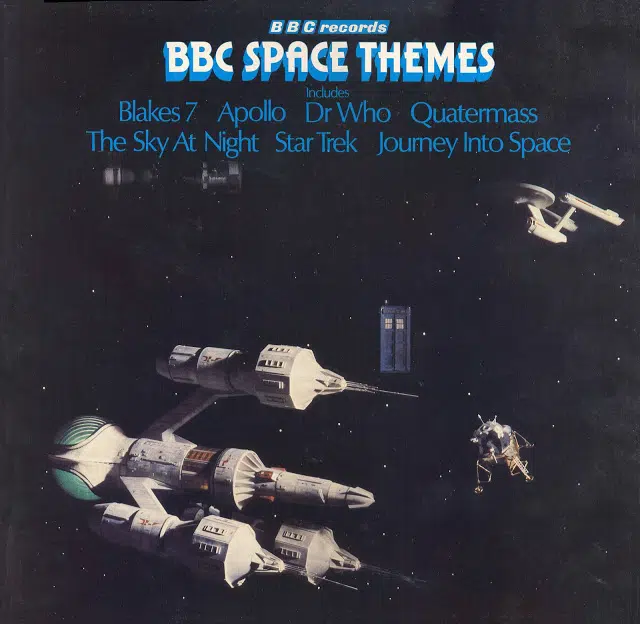 BBC records
BBC SPACE THEMES
Includes
Blakes 7 Apollo Dr Who Quatermass
The Sky At Night Star Trek Journey Into Space